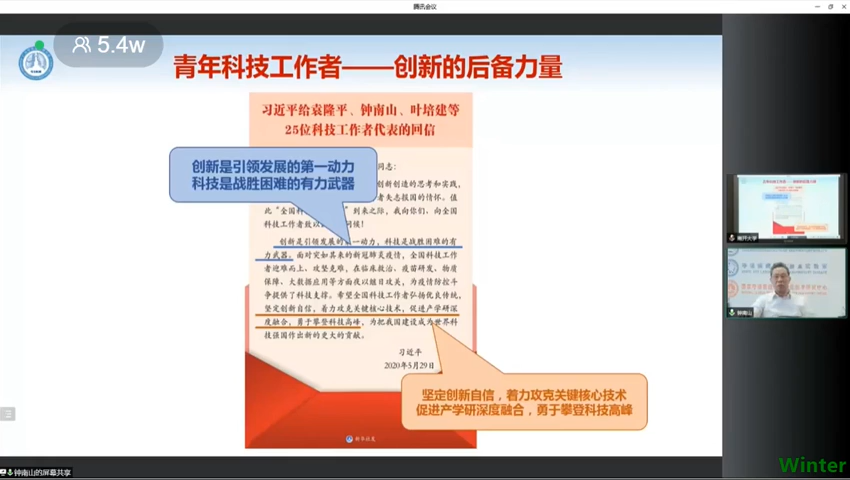 腾讯会议
5.4w
青年科技工作者——创新的后备力量
习近平给袁隆平、钟南山、叶培建等
25位科技工作者代表的回信
创新是引领发展的第一动力
科技是战胜困难的有力武器
同志：
创新创造的思考和实践，
者矢志报国的情怀。值
此“全国科 到来之际，我向你们，向全国
科技工作者致以 问候！
创新是引领发展的第一动力，科技是战胜困难的有
力武器。面对突如其来的新冠肺炎疫情，全国科技工作
者迎难而上、攻坚克难，在临床救治、疫苗研发、物质
保障、大数据应用等方面夜以继日攻关，为疫情防控斗
争提供了科技支撑。希望全国科技工作者弘扬优良传统，
坚定创新自信，着力攻克关键核心技术，促进产学研深
度融合，勇于攀登科技高峰，为把我国建设成为世界科
技强国作出新的更大的贡献。
习近平
2020年5月29日
坚定创新自信，着力攻克关键核心技术
促进产学研深度融合，勇于攀登科技高峰
新华社发
南开大学
钟南山
钟南山的屏幕共享
Winter